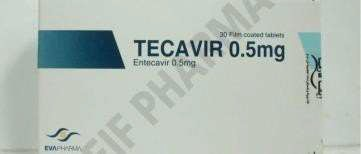 30 Film coated tablets
TECAVIR 0.5mg
Entecavir 0.5mg
EVAPHARMA